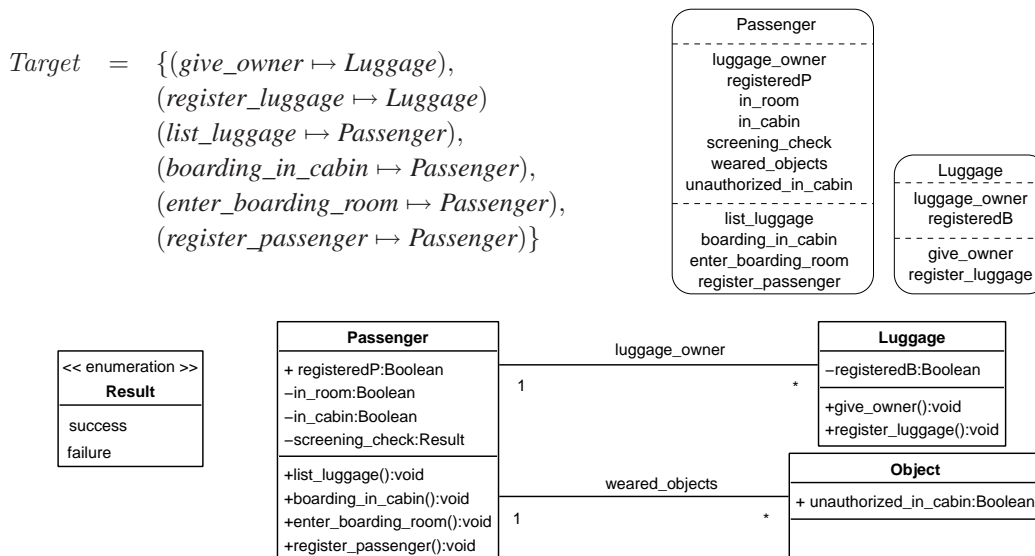 Target = {(give_owner ↦ Luggage),
(register_luggage ↦ Luggage)
(list_luggage ↦ Passenger),
(boarding_in_cabin ↦ Passenger),
(enter_boarding_room ↦ Passenger),
(register_passenger ↦ Passenger)}
Passenger
luggage_owner
registeredP
in_room
in_cabin
screening_check
weared_objects
unauthorized_in_cabin
list_luggage
boarding_in_cabin
enter_boarding_room
register_passenger
Luggage
luggage_owner
registeredB
give_owner
register_luggage
<< enumeration >>
Result
success
failure
Passenger
+ registeredP:Boolean
−in_room:Boolean
−in_cabin:Boolean
−screening_check:Result
+list_luggage():void
+boarding_in_cabin():void
+enter_boarding_room():void
+register_passenger():void
luggage_owner
1 *
weared_objects
1 *
Luggage
−registeredB:Boolean
+give_owner():void
+register_luggage():void
Object
+ unauthorized_in_cabin:Boolean